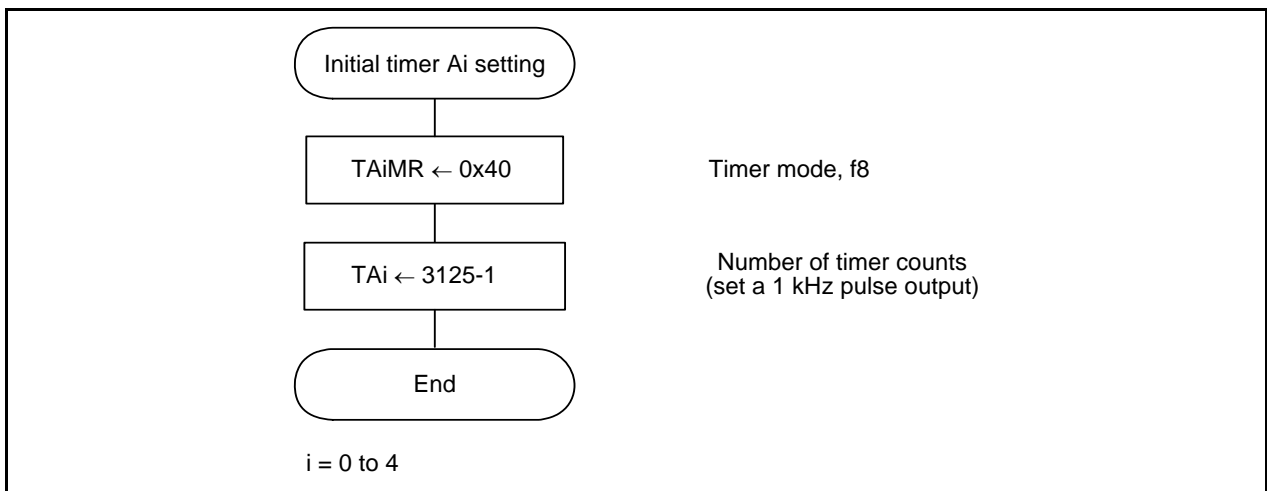 Initial timer Ai setting
TAiMR ← 0x40
Timer mode, f8
TAi ← 3125-1
Number of timer counts
(set a 1 kHz pulse output)
End
i = 0 to 4